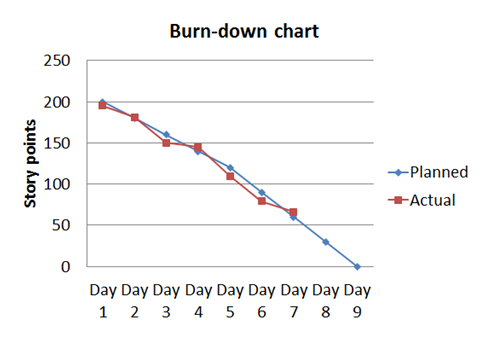 Burn-down chart
250
200
150
100
50
0
Story points
Day Day Day Day Day Day Day Day Day
1 2 3 4 5 6 7 8 9
Planned
Actual